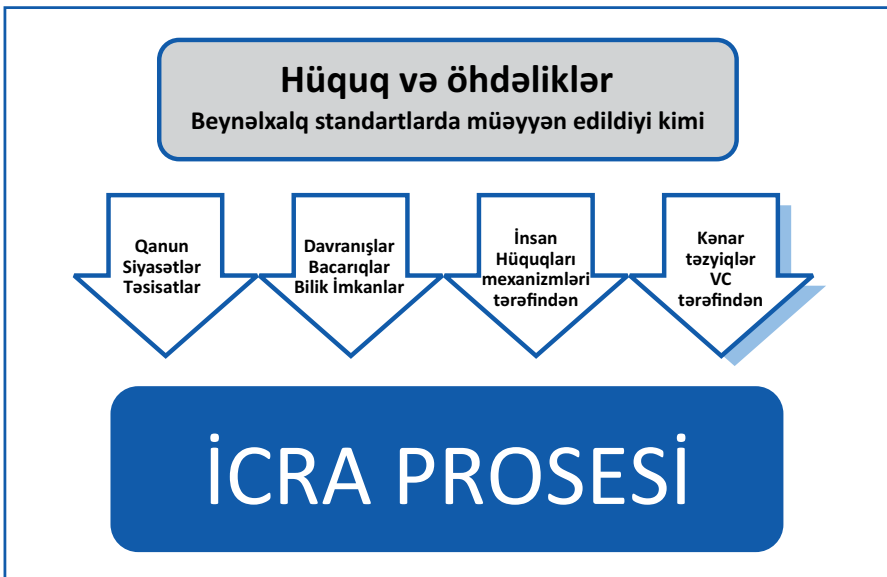 Hüquq və öhdəliklər
Beynəlxalq standartlarda müəyyən edildiyi kimi
Qanun
Siyasətlər
Təsisatlar
Davranışlar
Bacarıqlar
Bilik İmkanlar
İnsan
Hüquqları
mexanizmləri
tərəfindən
Kənar
təzyiqlər
VC
tərəfindən
İCRA PROSESİ